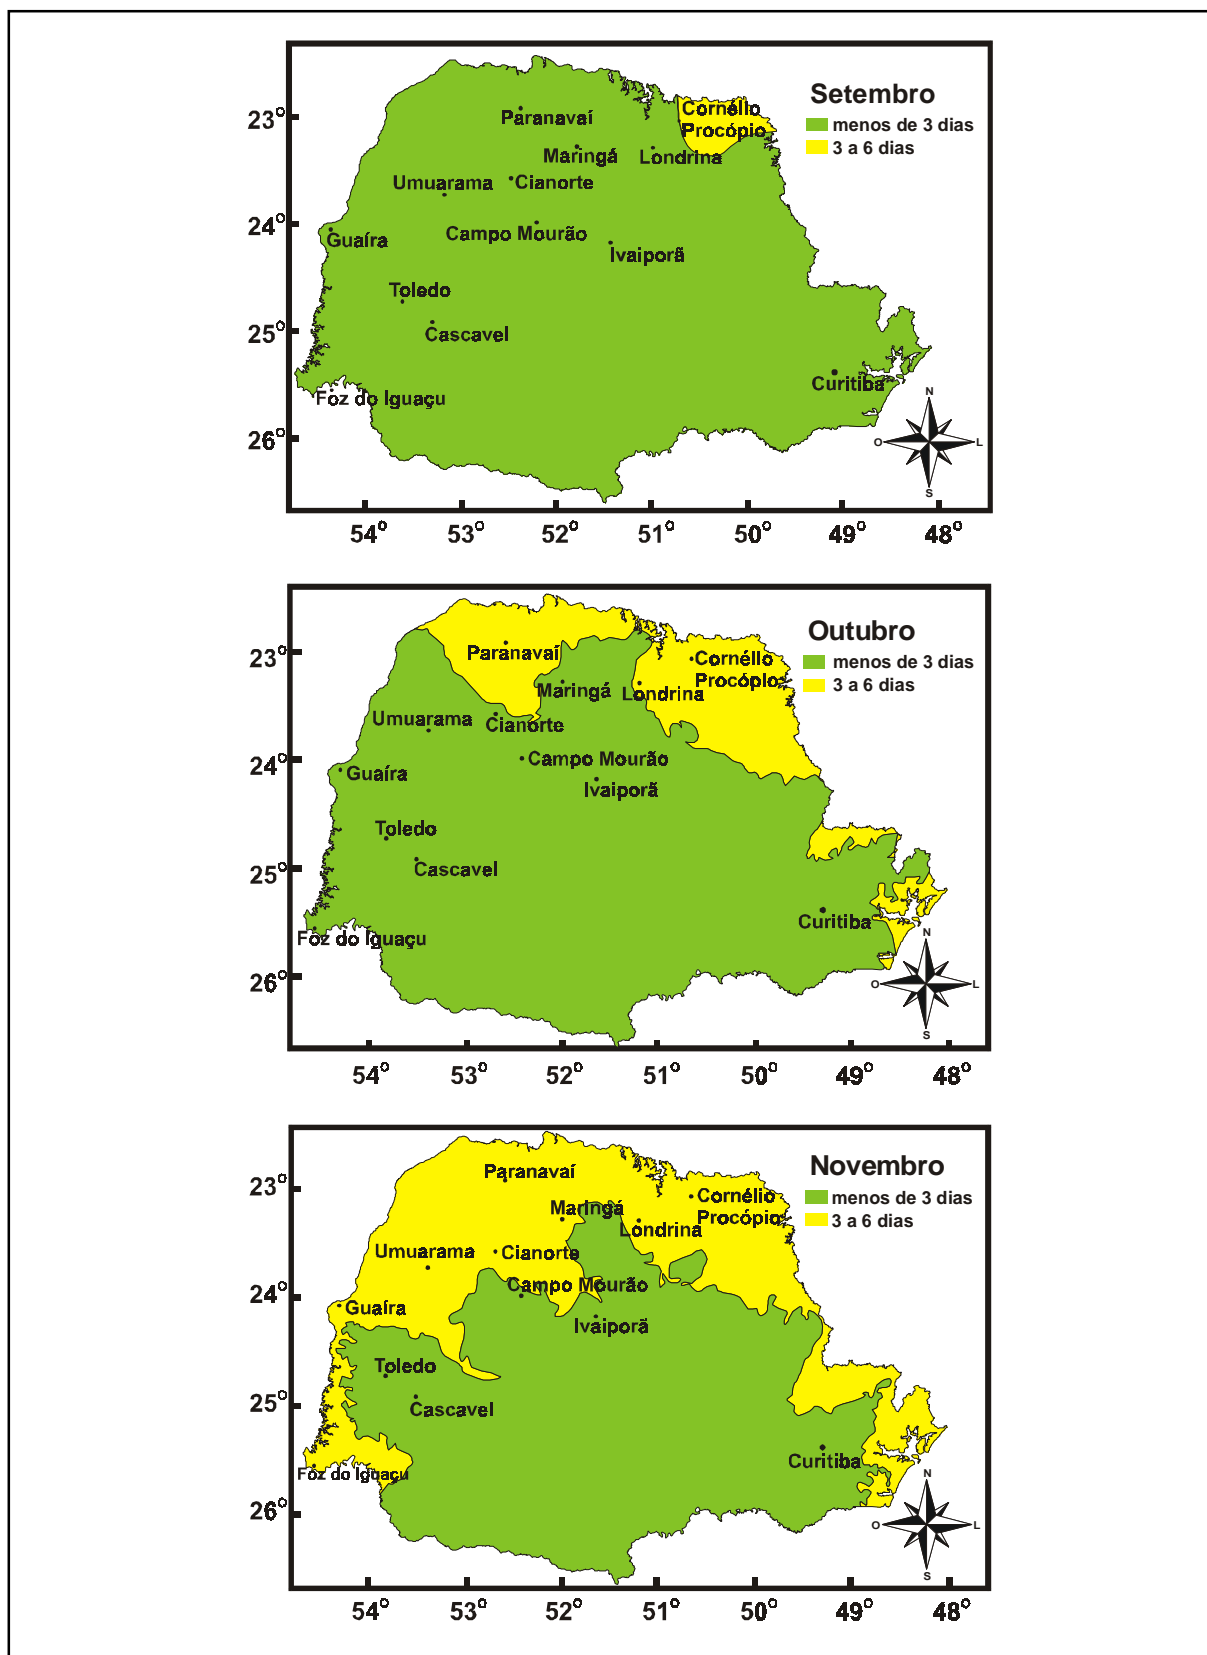 Setembro
menos de 3 dias
3 a 6 dias
23°
24°
25°
26°
Cornéllo
Procópio
Paranavaí
Maringá
Londrina
Umuarama
Cianorte
Campo Mourão
Guaíra
Ivaiporã
Toledo
Cascavel
Curitiba
Foz do Iguaçu
N
O
L
S
54°
53°
52°
51°
50°
49°
48°
Outubro
menos de 3 dias
3 a 6 dias
23°
24°
25°
26°
Paranavaí
Cornéllo
Procópio
Maringá
Londrina
Umuarama
Cianorte
Campo Mourão
Guaíra
Ivaiporã
Toledo
Cascavel
Curitiba
Foz do Iguaçu
N
O
L
S
54°
53°
52°
51°
50°
49°
48°
Novembro
menos de 3 dias
3 a 6 dias
23°
24°
25°
26°
Paranavaí
Cornélio
Procópio
Maringá
Londrina
Umuarama
Cianorte
Campo Mourão
Guaíra
Ivaiporã
Toledo
Cascavel
Curitiba
Foz do Iguaçu
N
O
L
S
54°
53°
52°
51°
50°
49°
48°